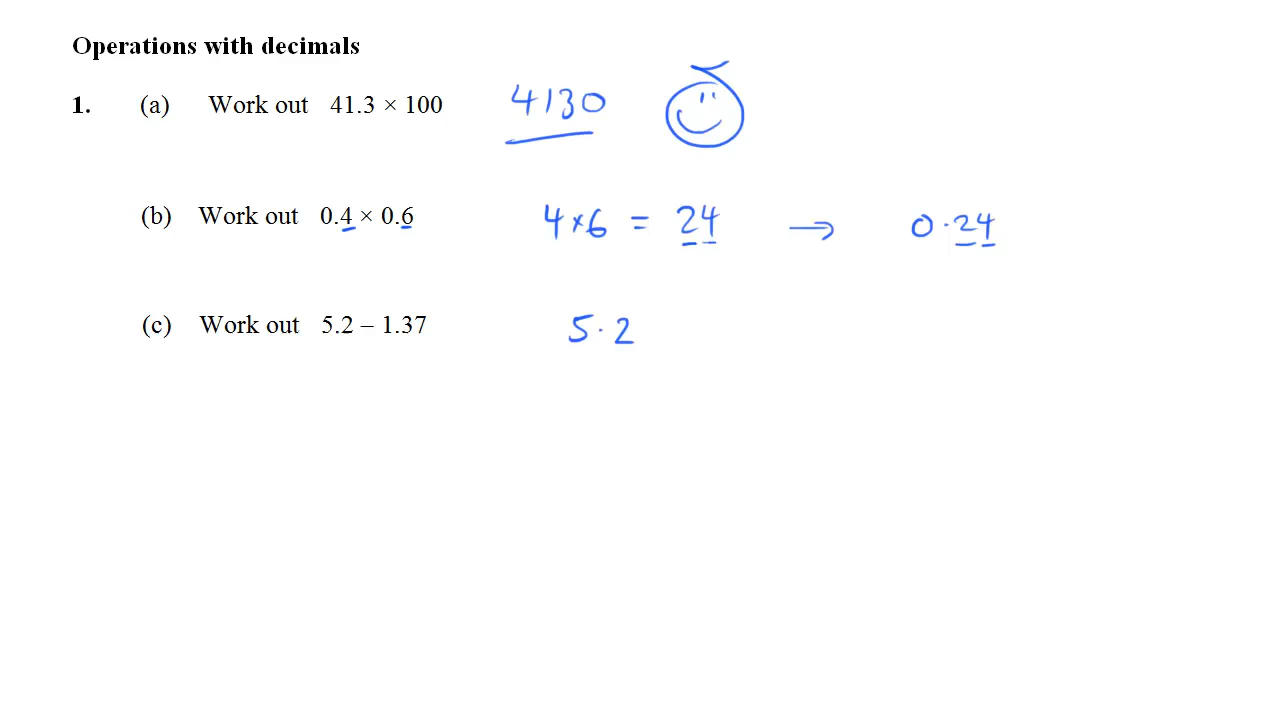 Operations with decimals
1. (a) Work out 41.3 × 100 4130
(b) Work out 0.4 × 0.6 4 × 6 = 24 → 0·24
(c) Work out 5.2 – 1.37 5·2